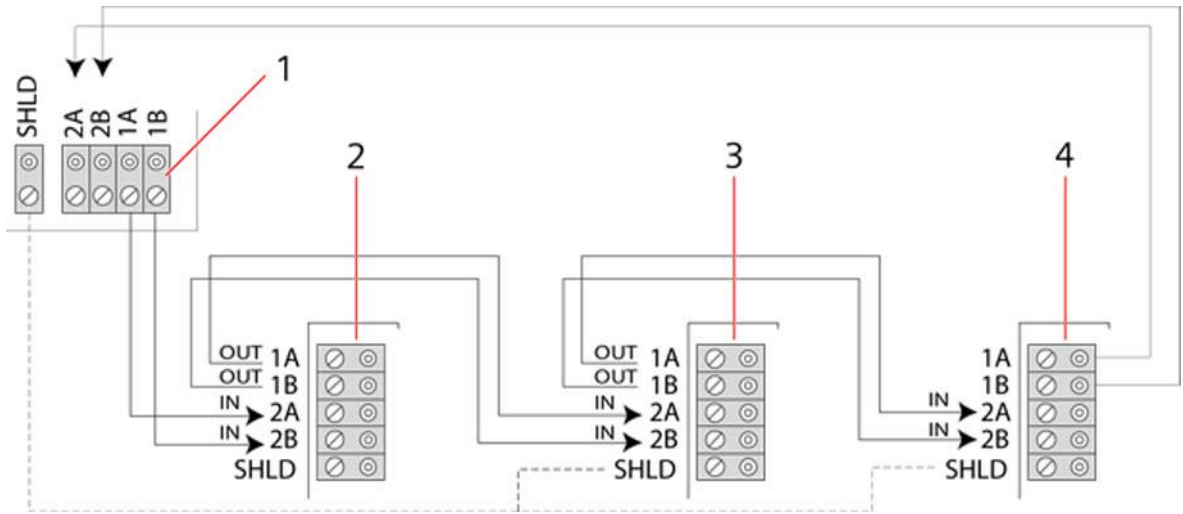 1
SHLD
2A
2B
1A
1B
2
3
4
OUT 1A
OUT 1B
IN 2A
IN 2B
SHLD
OUT 1A
OUT 1B
IN 2A
IN 2B
SHLD
1A
1B
IN 2A
IN 2B
SHLD